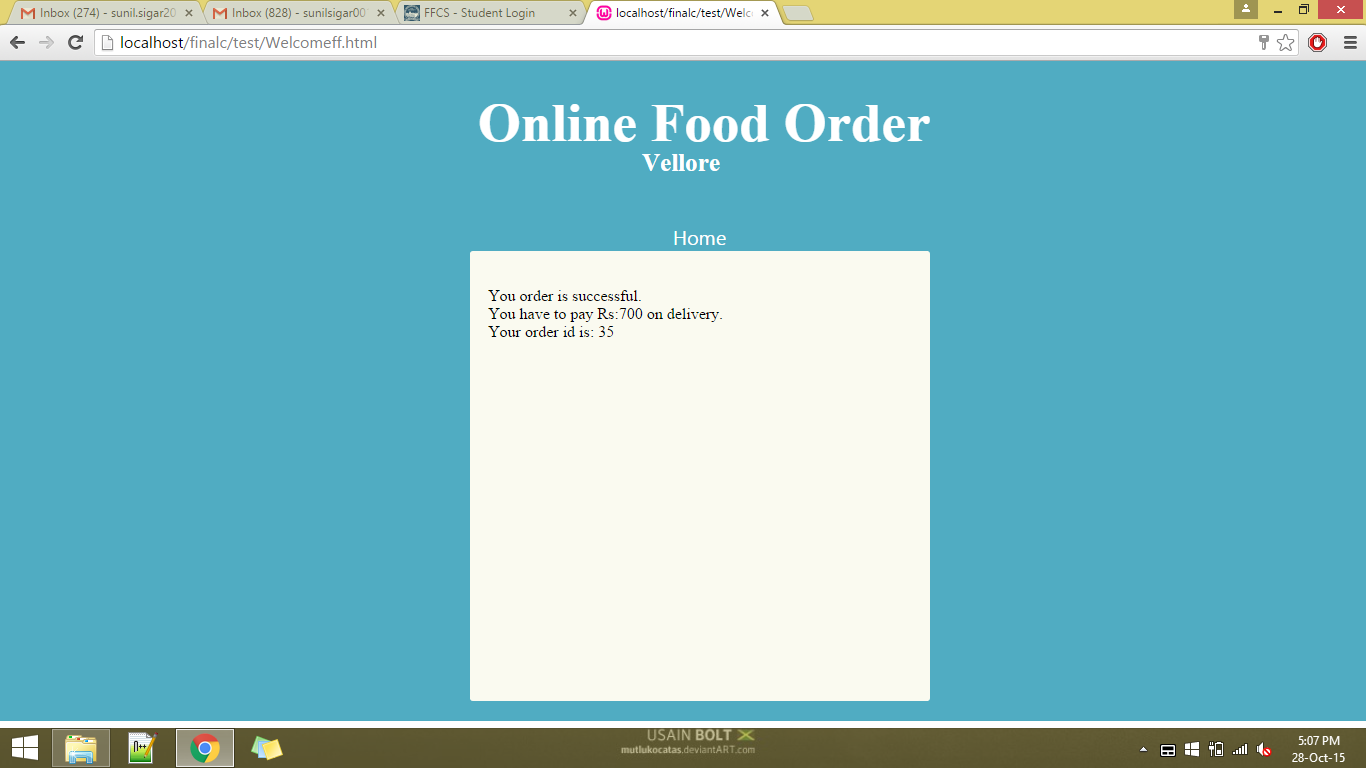 Inbox (274) - sunil.sigar20
Inbox (828) - sunilsigar00
FFCS - Student Login
localhost/finalc/test/Welc
localhost/finalc/test/Welcomeff.html
Online Food Order
Vellore
Home
You order is successful.
You have to pay Rs:700 on delivery.
Your order id is: 35
USAIN BOLT
mutlukocatas.deviantART.com
5:07 PM
28-Oct-15